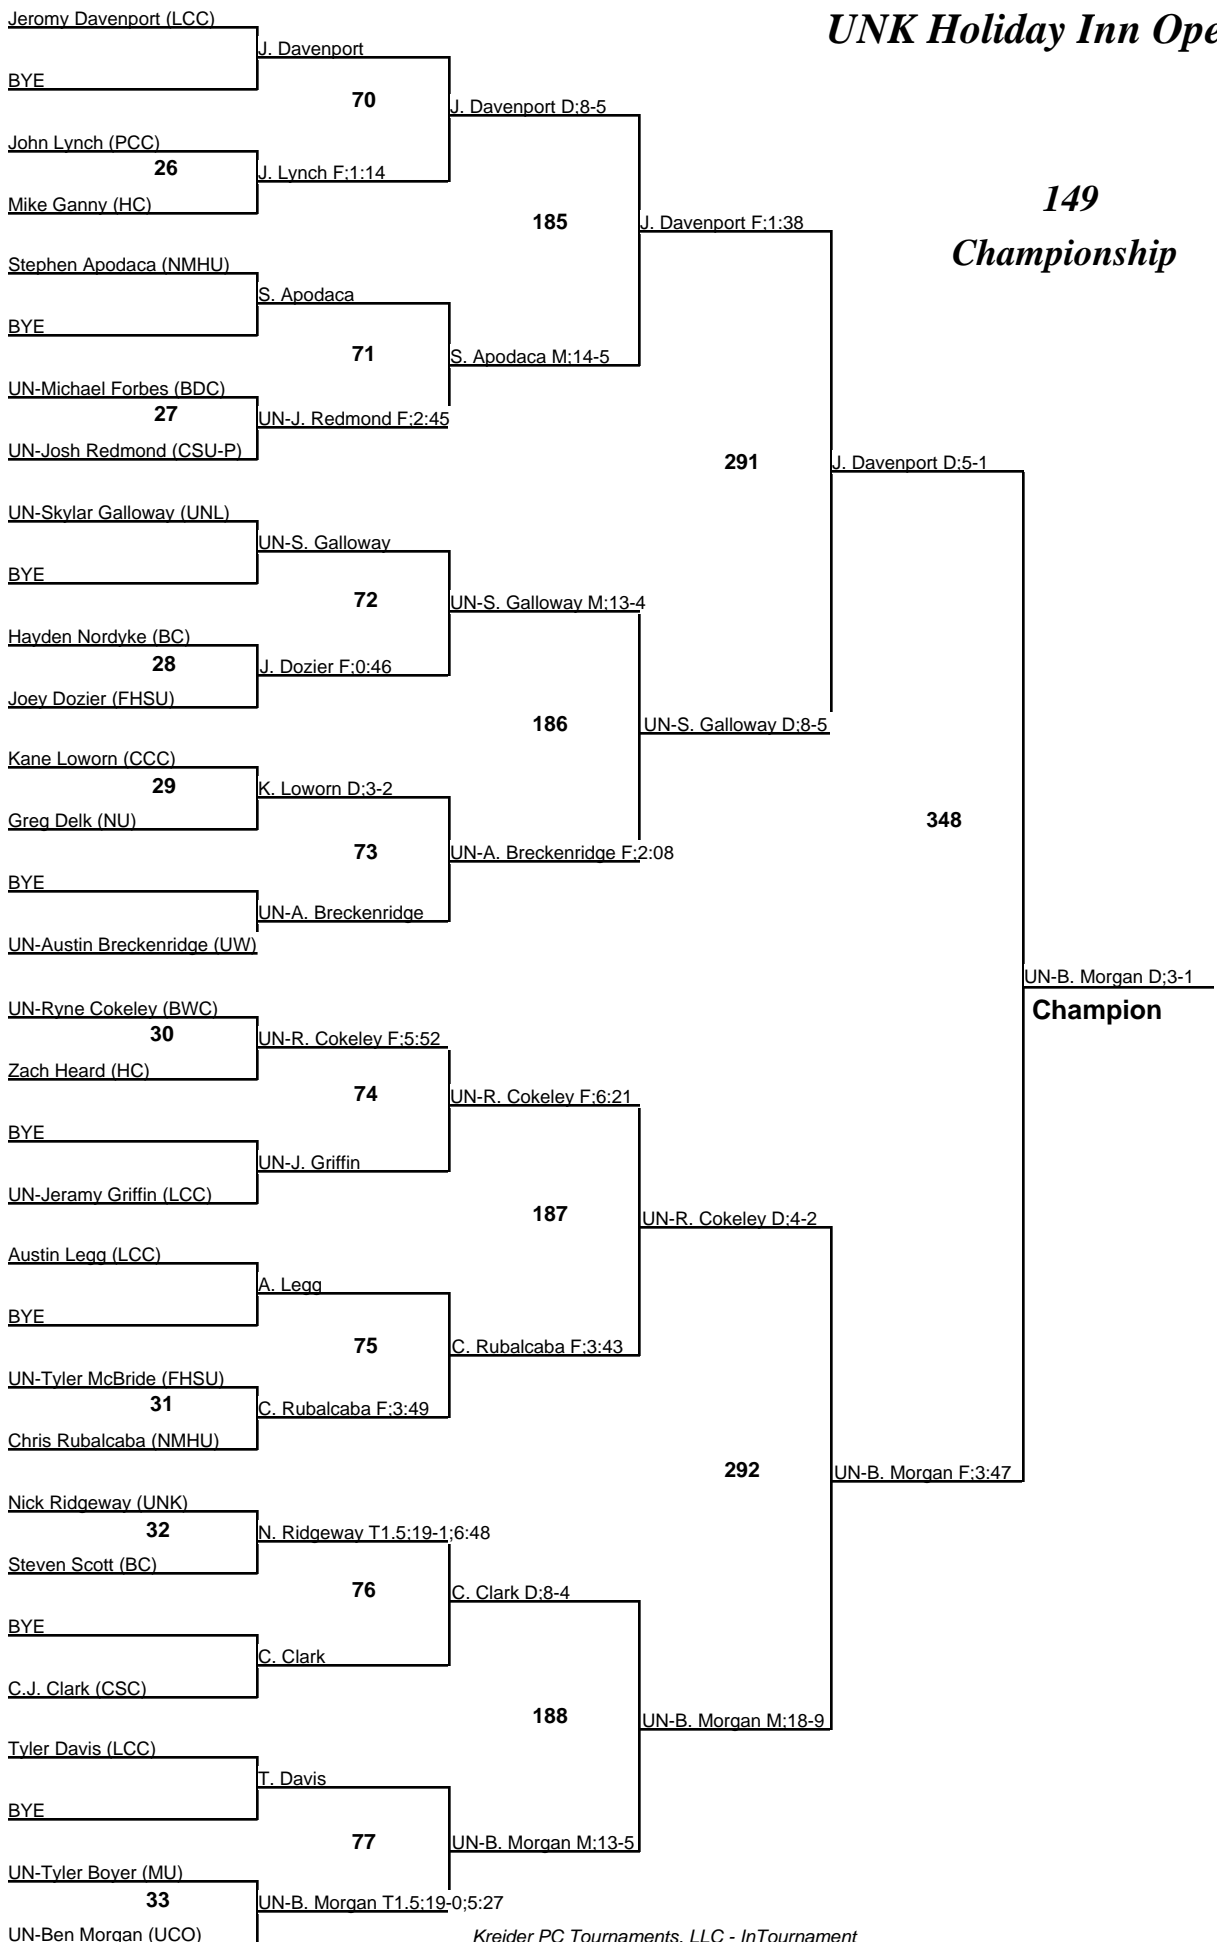 UNK Holiday Inn Ope
149
Championship
Jeromy Davenport (LCC)
J. Davenport
BYE
70
J. Davenport D;8-5
John Lynch (PCC)
26
J. Lynch F;1:14
Mike Ganny (HC)
185
J. Davenport F;1:38
Stephen Apodaca (NMHU)
S. Apodaca
BYE
71
S. Apodaca M;14-5
UN-Michael Forbes (BDC)
27
UN-J. Redmond F;2:45
UN-Josh Redmond (CSU-P)
291
J. Davenport D;5-1
UN-Skylar Galloway (UNL)
UN-S. Galloway
BYE
72
UN-S. Galloway M;13-4
Hayden Nordyke (BC)
28
J. Dozier F;0:46
Joey Dozier (FHSU)
186
UN-S. Galloway D;8-5
Kane Loworn (CCC)
29
K. Loworn D;3-2
Greg Delk (NU)
348
73
UN-A. Breckenridge F;2:08
BYE
UN-A. Breckenridge
UN-Austin Breckenridge (UW)
UN-B. Morgan D;3-1
Champion
UN-Ryne Cokeley (BWC)
30
UN-R. Cokeley F;5:52
Zach Heard (HC)
74
UN-R. Cokeley F;6:21
BYE
UN-J. Griffin
UN-Jeramy Griffin (LCC)
187
UN-R. Cokeley D;4-2
Austin Legg (LCC)
A. Legg
BYE
75
C. Rubalcaba F;3:43
UN-Tyler McBride (FHSU)
31
C. Rubalcaba F;3:49
Chris Rubalcaba (NMHU)
292
UN-B. Morgan F;3:47
Nick Ridgeway (UNK)
32
N. Ridgeway T1.5;19-1;6:48
Steven Scott (BC)
76
C. Clark D;8-4
BYE
C. Clark
C.J. Clark (CSC)
188
UN-B. Morgan M;18-9
Tyler Davis (LCC)
T. Davis
BYE
77
UN-B. Morgan M;13-5
UN-Tyler Boyer (MU)
33
UN-B. Morgan T1.5;19-0;5:27
UN-Ben Morgan (UCO)
Kreider PC Tournaments, LLC - InTournament